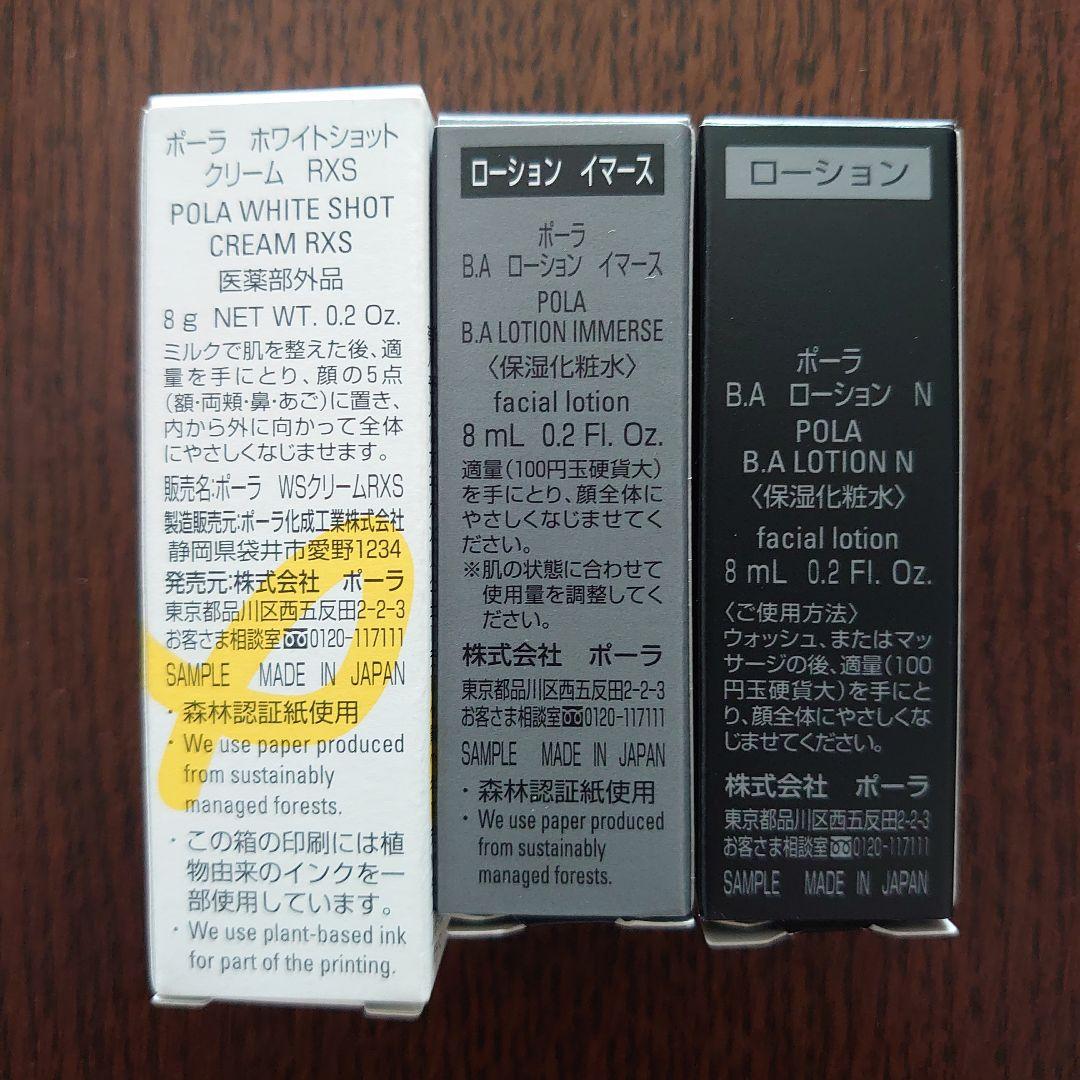 ポーラ ホワイトショット
クリーム RXS
POLA WHITE SHOT
CREAM RXS
医薬部外品
8 g NET WT. 0.2 Oz.
ミルクで肌を整えた後、適
量を手にとり、顔の5点
(額・両頬・鼻・あご)に置き、
内から外に向かって全体
にやさしくなじませます。
販売名:ポーラ WSクリームRXS
製造販売元:ポーラ化成工業株式会社
静岡県袋井市愛野1234
発売元:株式会社 ポーラ
東京都品川区西五反田2-2-3
お客さま相談室0120-117111
SAMPLE MADE IN JAPAN
・森林認証紙使用
・We use paper produced
from sustainably
managed forests.
・この箱の印刷には植
物由来のインクを一
部使用しています。
・We use plant-based ink
for part of the printing.
ローション イマース
ポーラ
B.A ローション イマース
POLA
B.A LOTION IMMERSE
〈保湿化粧水〉
facial lotion
8 mL 0.2 Fl. Oz.
適量(100円玉硬貨大)
を手にとり、顔全体に
やさしくなじませてく
ださい。
※肌の状態に合わせて
使用量を調整してく
ださい。
株式会社 ポーラ
東京都品川区西五反田2-2-3
お客さま相談室0120-117111
SAMPLE MADE IN JAPAN
・森林認証紙使用
・We use paper produced
from sustainably
managed forests.
ローション
ポーラ
B.A ローション N
POLA
B.A LOTION N
〈保湿化粧水〉
facial lotion
8 mL 0.2 Fl. Oz.
〈ご使用方法〉
ウォッシュ、またはマッ
サージの後、適量(100
円玉硬貨大)を手にと
り、顔全体にやさしくな
じませてください。
株式会社 ポーラ
東京都品川区西五反田2-2-3
お客さま相談室0120-117111
SAMPLE MADE IN JAPAN